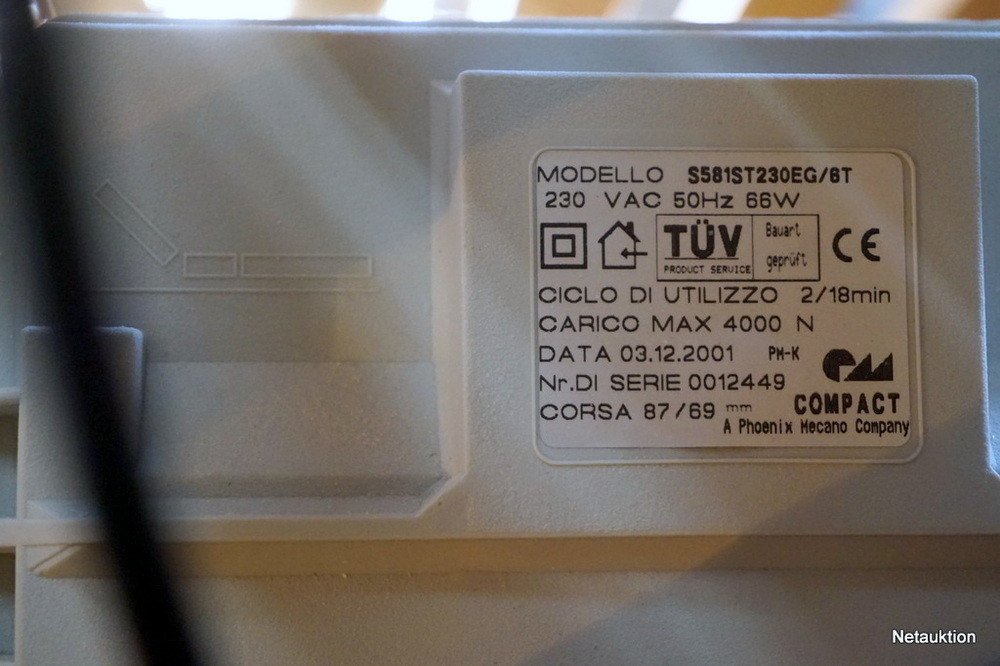 MODELLO S581ST230EG/6T
230 VAC 50Hz 66W
TÜV
PRODUCT SERVICE
Bauart
geprüft
CE
CICLO DI UTILIZZO 2/18min
CARICO MAX 4000 N
DATA 03.12.2001 PM-K
Nr.DI SERIE 0012449
CORSA 87/69 mm
COMPACT
A Phoenix Mecano Company
Netauktion